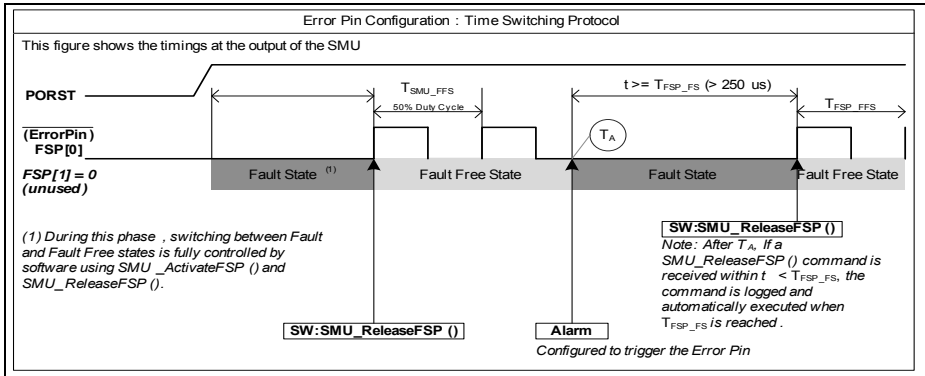 Error Pin Configuration : Time Switching Protocol
This figure shows the timings at the output of the SMU
PORST
T_SMU_FFS
50% Duty Cycle
t >= T_FSP_FS (> 250 us)
T_FSP_FFS
(ErrorPin)
FSP[0]
T_A
FSP[1] = 0
(unused)
Fault State (1)
Fault Free State
Fault State
Fault Free State
(1) During this phase , switching between Fault
and Fault Free states is fully controlled by
software using SMU _ActivateFSP () and
SMU_ReleaseFSP ().
SW:SMU_ReleaseFSP ()
Note: After T_A, If a
SMU_ReleaseFSP () command is
received within t < T_FSP_FS, the
command is logged and
automatically executed when
T_FSP_FS is reached .
SW:SMU_ReleaseFSP ()
Alarm
Configured to trigger the Error Pin